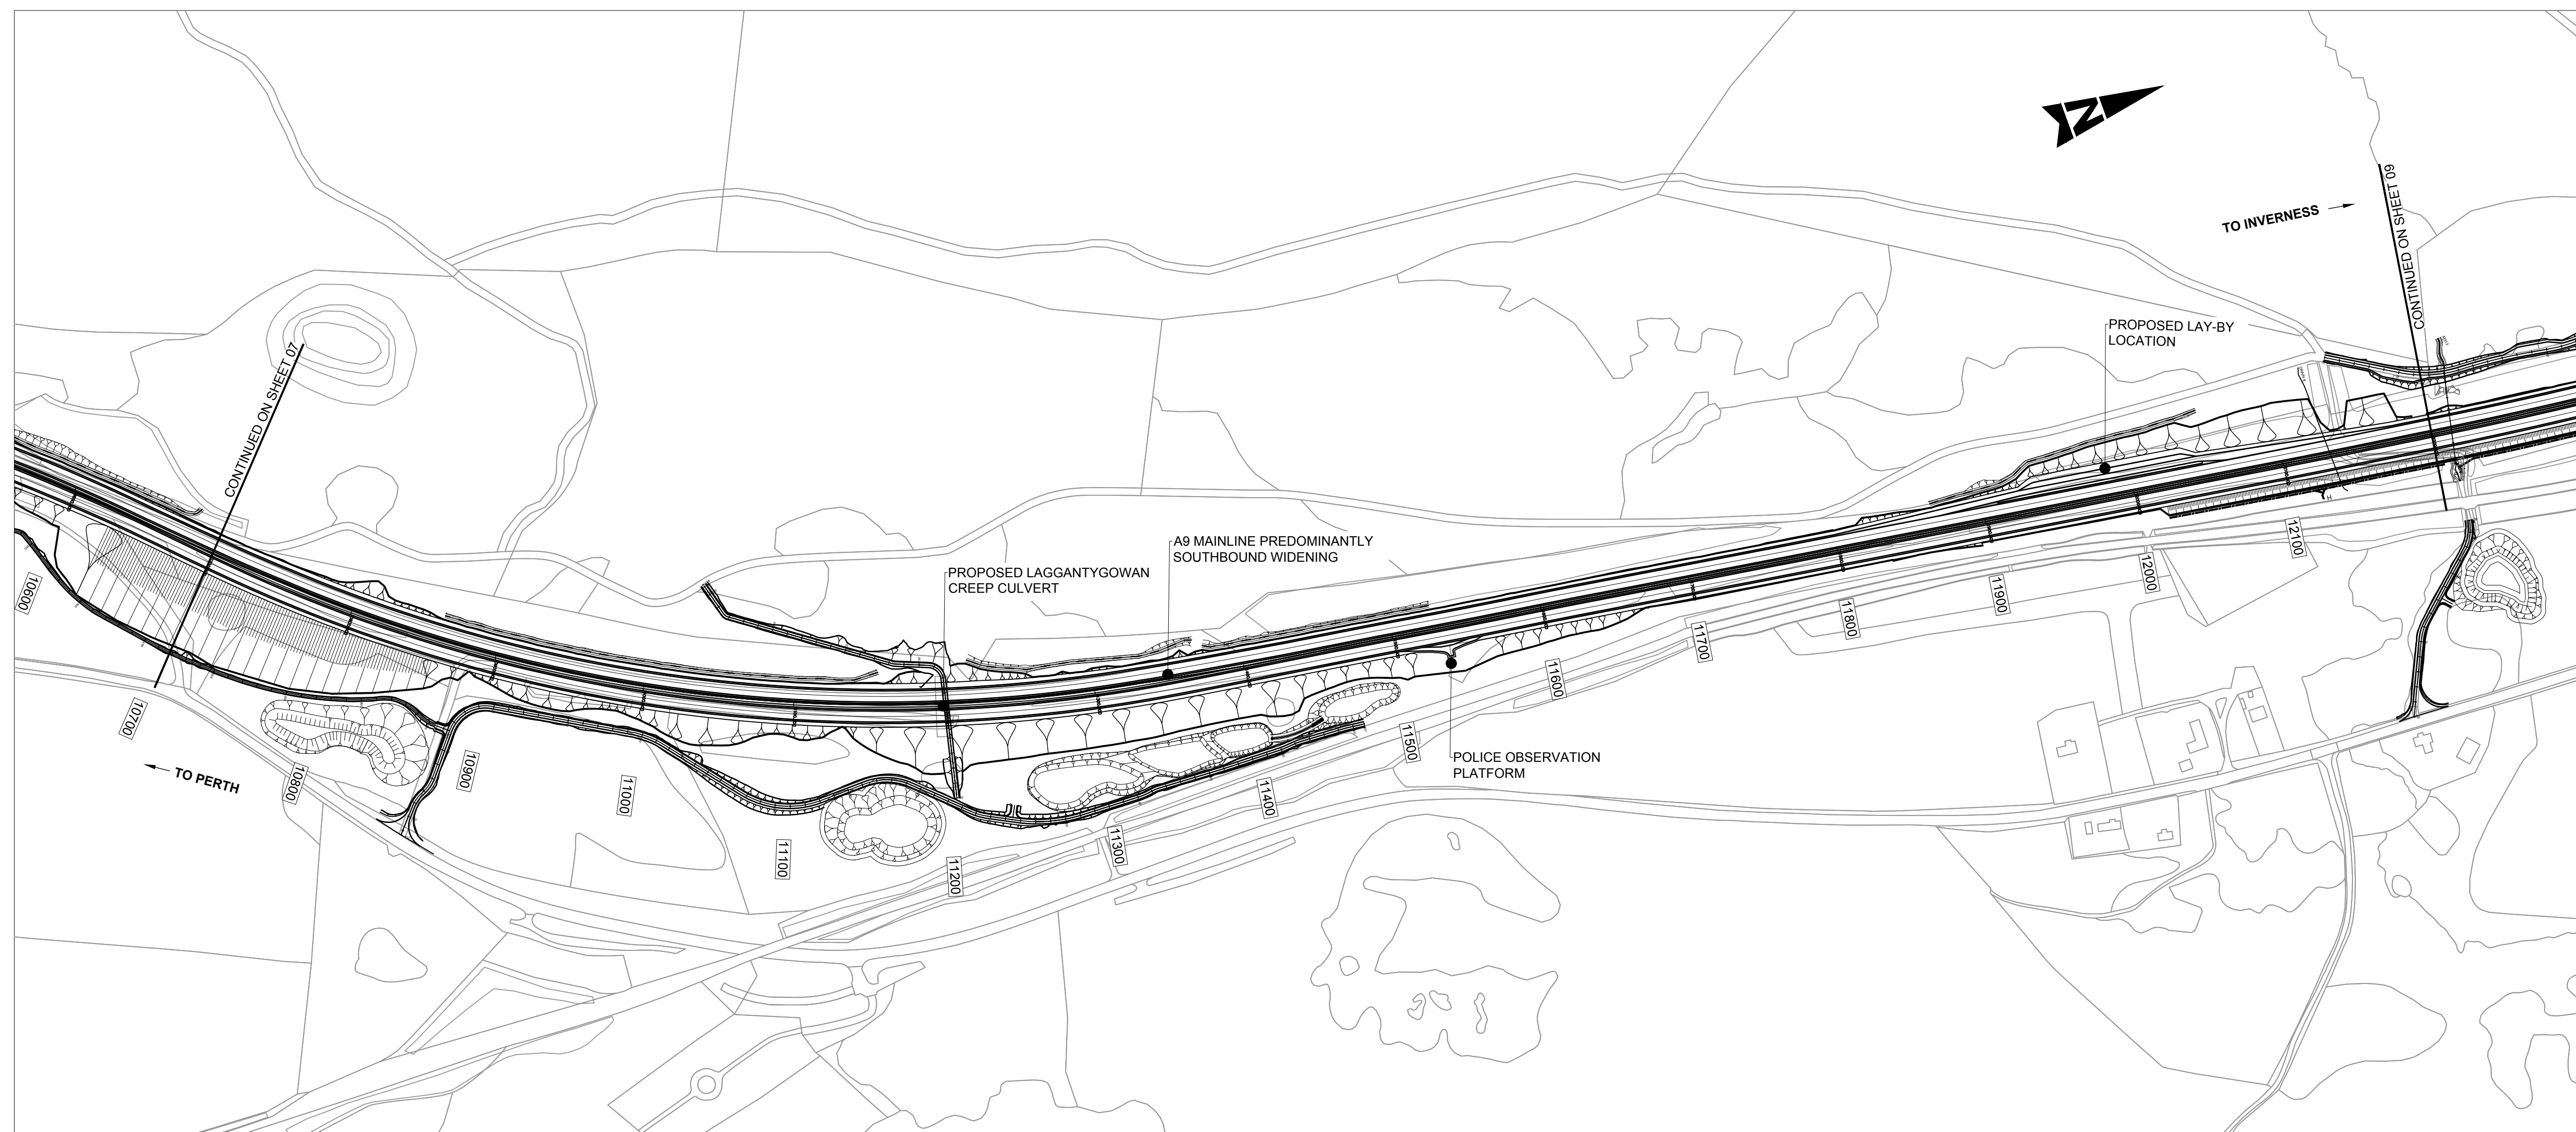 N
CONTINUED ON SHEET 09
TO INVERNESS
PROPOSED LAY-BY
LOCATION
CONTINUED ON SHEET 07
A9 MAINLINE PREDOMINANTLY
SOUTHBOUND WIDENING
PROPOSED LAGGANTYGOWAN
CREEP CULVERT
POLICE OBSERVATION
PLATFORM
TO PERTH
10600
10700
10800
10900
11000
11100
11200
11300
11400
11500
11600
11700
11800
11900
12000
12100
H